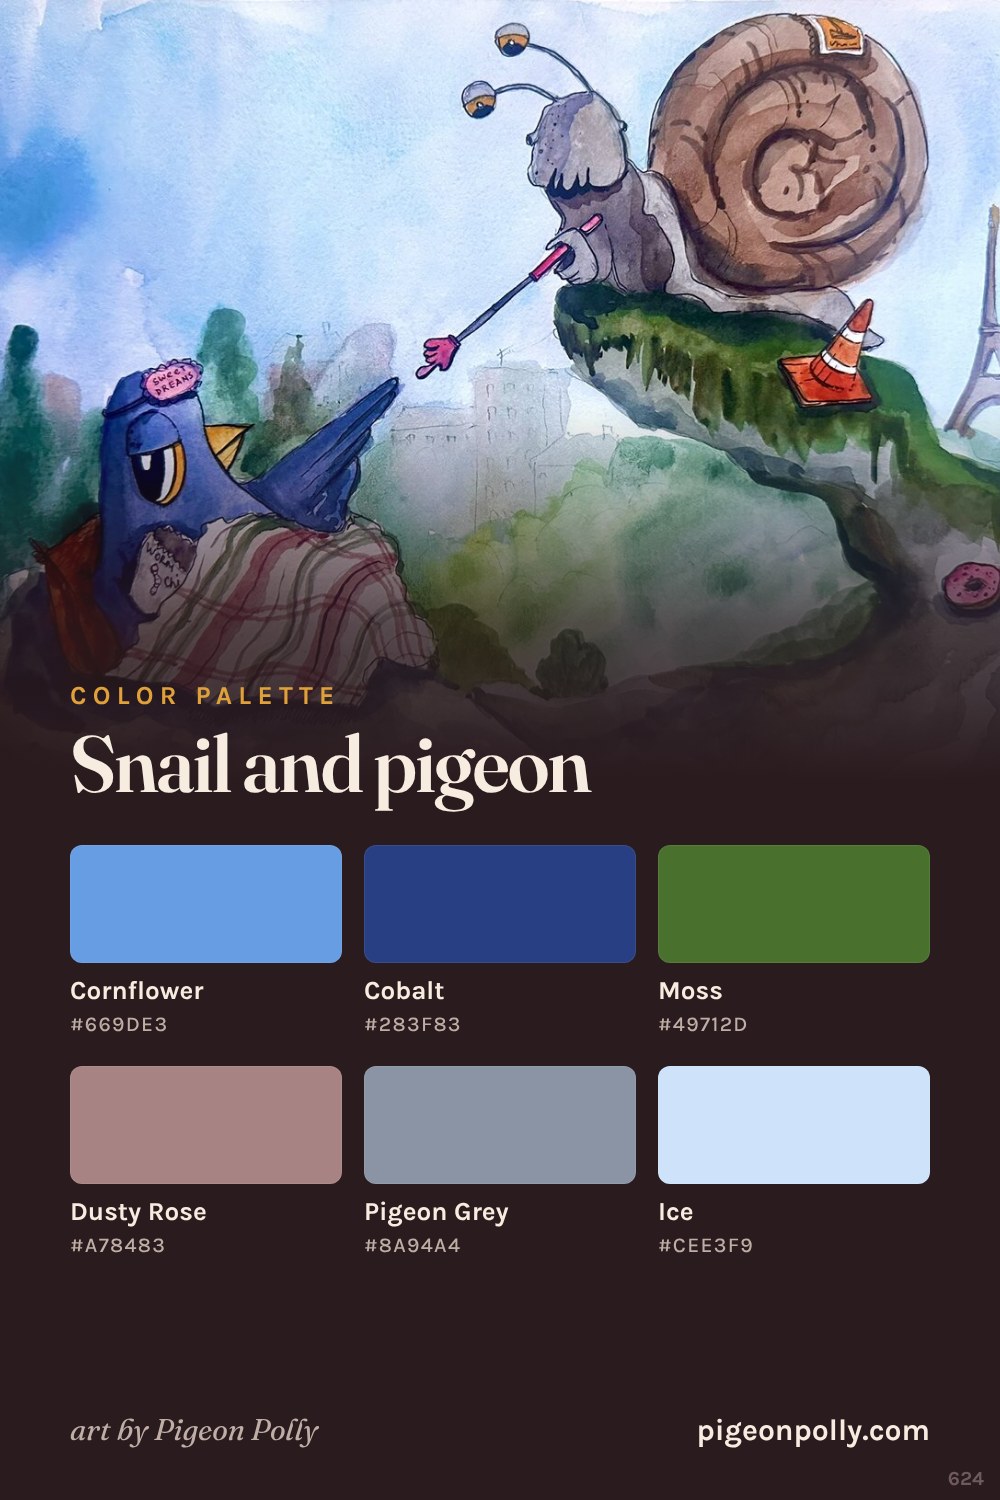 SWEET
DREAMS
COLOR PALETTE
Snail and pigeon
Cornflower
#669DE3
Cobalt
#283F83
Moss
#49712D
Dusty Rose
#A78483
Pigeon Grey
#8A94A4
Ice
#CEE3F9
art by Pigeon Polly
pigeonpolly.com
624